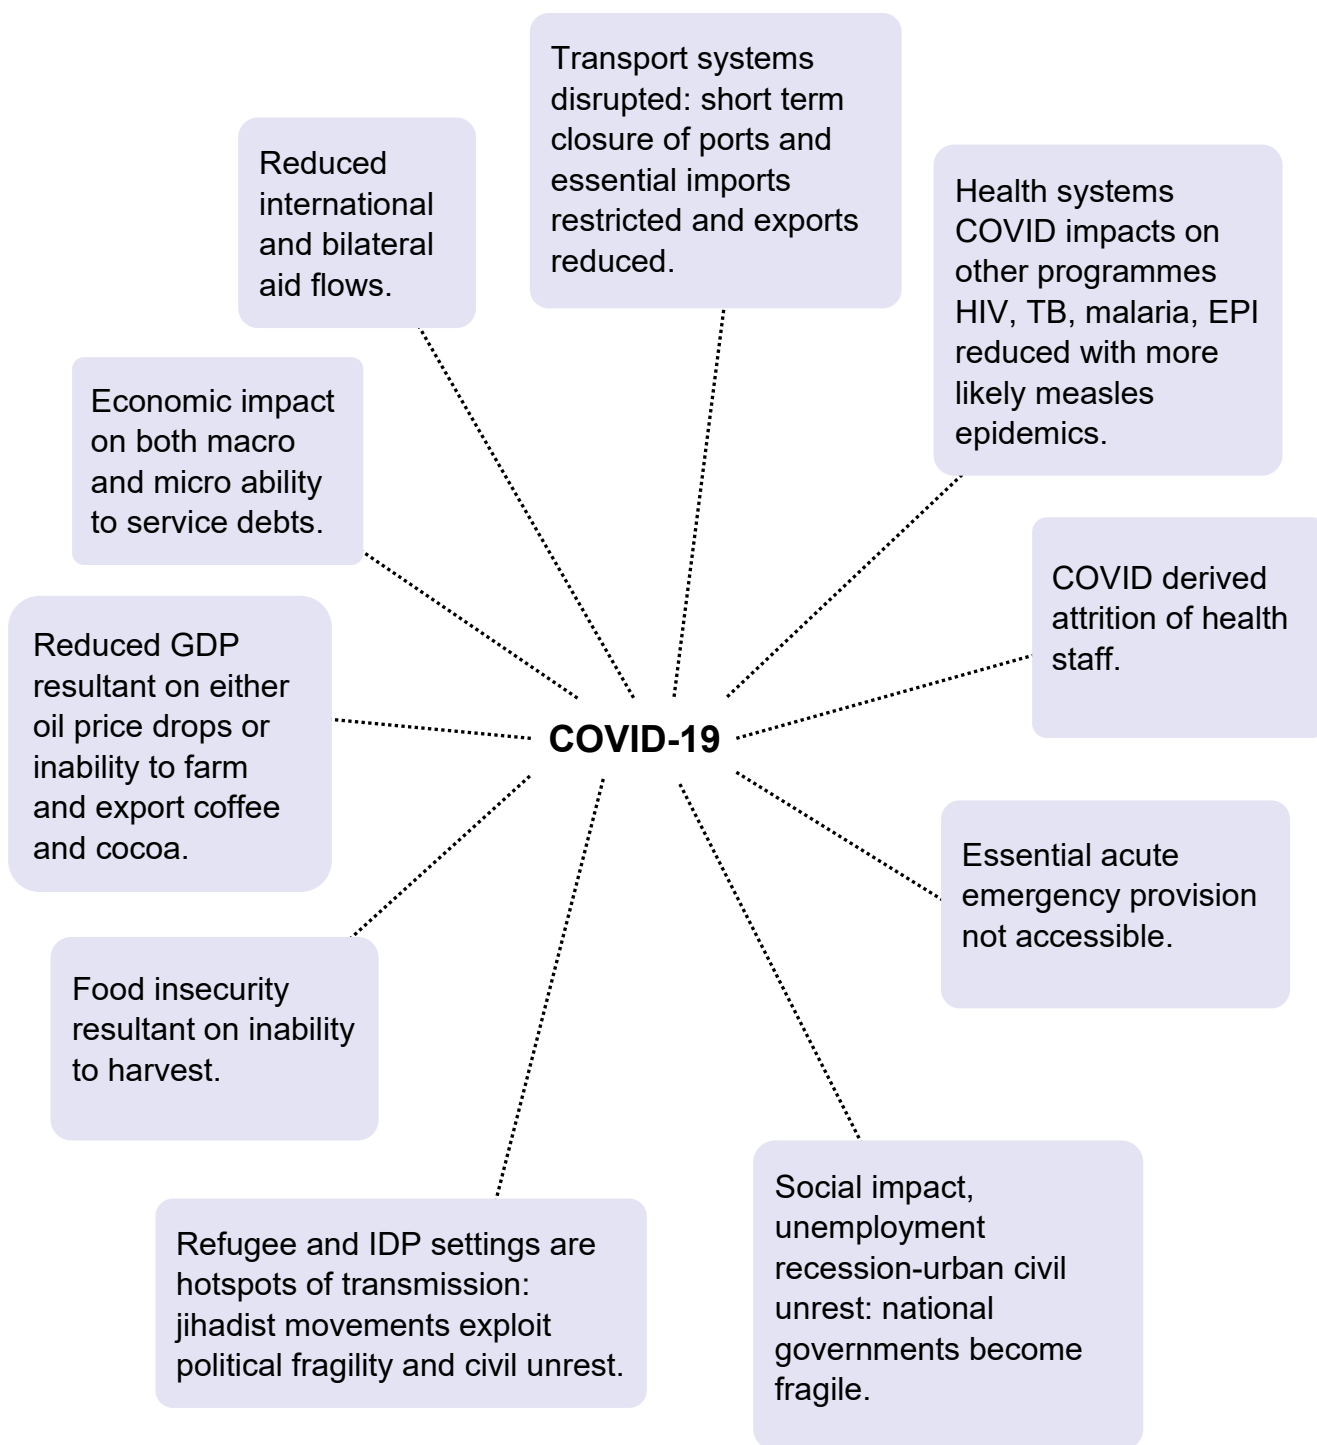 Transport systems
disrupted: short term
closure of ports and
essential imports
restricted and exports
reduced.
Reduced
international
and bilateral
aid flows.
Health systems
COVID impacts on
other programmes
HIV, TB, malaria, EPI
reduced with more
likely measles
epidemics.
Economic impact
on both macro
and micro ability
to service debts.
COVID derived
attrition of health
staff.
Reduced GDP
resultant on either
oil price drops or
inability to farm
and export coffee
and cocoa.
COVID-19
Essential acute
emergency provision
not accessible.
Food insecurity
resultant on inability
to harvest.
Social impact,
unemployment
recession-urban civil
unrest: national
governments become
fragile.
Refugee and IDP settings are
hotspots of transmission:
jihadist movements exploit
political fragility and civil unrest.